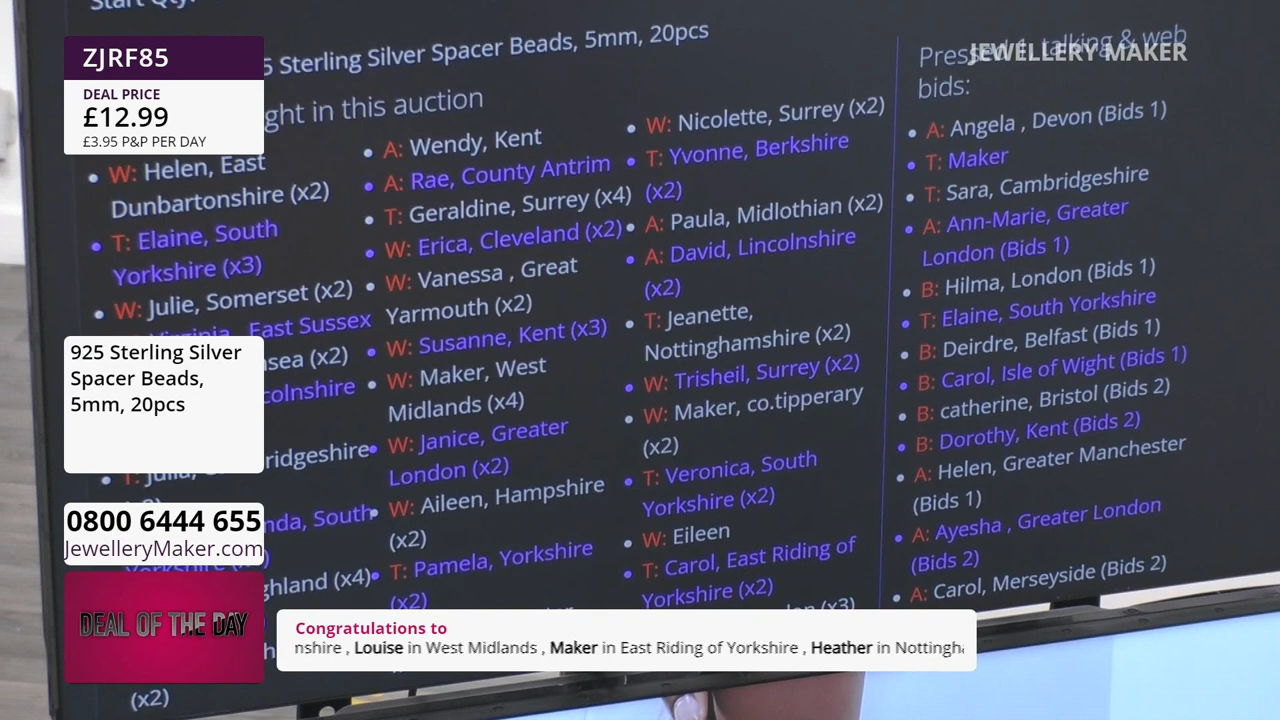 Start Qty:
5 Sterling Silver Spacer Beads, 5mm, 20pcs
ght in this auction
W: Helen, East
Dunbartonshire (x2)
T: Elaine, South
Yorkshire (x3)
W: Julie, Somerset (x2)
Virginia, East Sussex
sea (x2)
colnshire
ridgeshire
nda, South
Yorkshire
ghland (x4)
(x2)
A: Wendy, Kent
A: Rae, County Antrim
T: Geraldine, Surrey (x4)
W: Erica, Cleveland (x2)
W: Vanessa , Great
Yarmouth (x2)
W: Susanne, Kent (x3)
W: Maker, West
Midlands (x4)
W: Janice, Greater
London (x2)
W: Aileen, Hampshire
(x2)
T: Pamela, Yorkshire
(x2)
W: Nicolette, Surrey (x2)
T: Yvonne, Berkshire
(x2)
A: Paula, Midlothian (x2)
A: David, Lincolnshire
(x2)
T: Jeanette,
Nottinghamshire (x2)
W: Trisheil, Surrey (x2)
W: Maker, co.tipperary
(x2)
T: Veronica, South
Yorkshire (x2)
W: Eileen
T: Carol, East Riding of
Yorkshire (x2)
(x3)
Pressed 1, talking & web
bids:
A: Angela , Devon (Bids 1)
T: Maker
T: Sara, Cambridgeshire
A: Ann-Marie, Greater
London (Bids 1)
B: Hilma, London (Bids 1)
T: Elaine, South Yorkshire
B: Deirdre, Belfast (Bids 1)
B: Carol, Isle of Wight (Bids 1)
B: catherine, Bristol (Bids 2)
B: Dorothy, Kent (Bids 2)
A: Helen, Greater Manchester
(Bids 1)
A: Ayesha , Greater London
(Bids 2)
A: Carol, Merseyside (Bids 2)
JEWELLERY MAKER
ZJRF85
DEAL PRICE
£12.99
£3.95 P&P PER DAY
925 Sterling Silver
Spacer Beads,
5mm, 20pcs
0800 6444 655
JewelleryMaker.com
DEAL OF THE DAY
Congratulations to
nshire , Louise in West Midlands , Maker in East Riding of Yorkshire , Heather in Nottingh